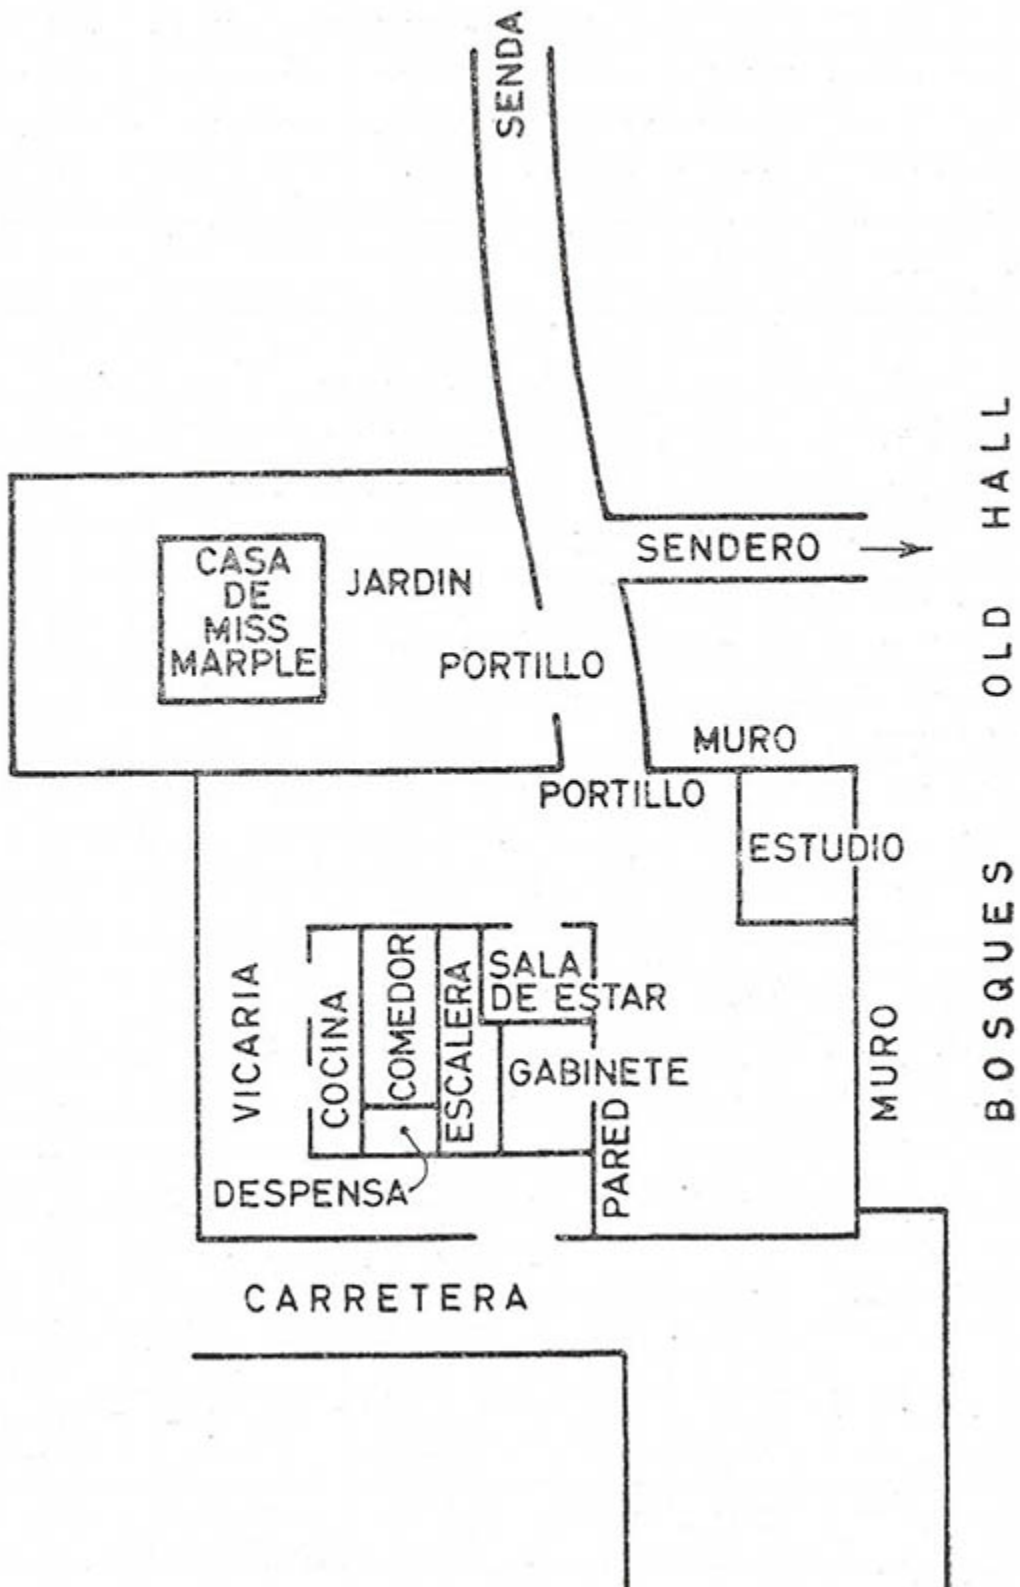 SENDA
OLD HALL
SENDERO
CASA
DE
MISS
MARPLE
JARDIN
PORTILLO
MURO
PORTILLO
ESTUDIO
BOSQUES
VICARIA
COCINA
COMEDOR
ESCALERA
SALA
DE ESTAR
GABINETE
MURO
PARED
DESPENSA
CARRETERA